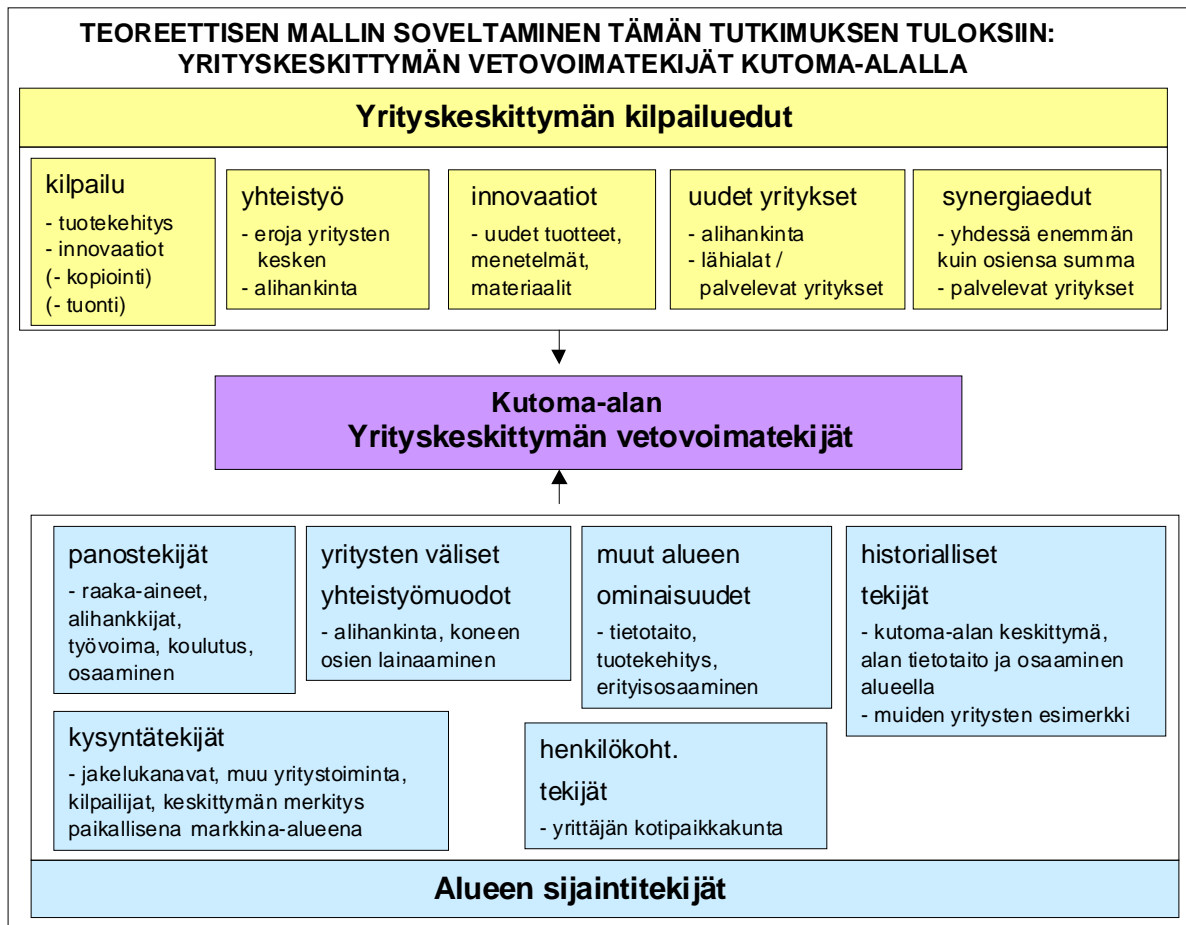 TEOREETTISEN MALLIN SOVELTAMINEN TÄMÄN TUTKIMUKSEN TULOKSIIN:
YRITYSKESKITTYMÄN VETOVOIMATEKIJÄT KUTOMA-ALALLA
Yrityskeskittymän kilpailuedut
kilpailu
- tuotekehitys
- innovaatiot
(- kopiointi)
(- tuonti)
yhteistyö
- eroja yritysten
kesken
- alihankinta
innovaatiot
- uudet tuotteet,
menetelmät,
materiaalit
uudet yritykset
- alihankinta
- lähialat /
palvelevat yritykset
synergiaedut
- yhdessä enemmän
kuin osiensa summa
- palvelevat yritykset
Kutoma-alan
Yrityskeskittymän vetovoimatekijät
panostekijät
- raaka-aineet,
alihankkijat,
työvoima, koulutus,
osaaminen
yritysten väliset
yhteistyömuodot
- alihankinta, koneen
osien lainaaminen
muut alueen
ominaisuudet
- tietotaito,
tuotekehitys,
erityisosaaminen
historialliset
tekijät
- kutoma-alan keskittymä,
alan tietotaito ja osaaminen
alueella
- muiden yritysten esimerkki
kysyntätekijät
- jakelukanavat, muu yritystoiminta,
kilpailijat, keskittymän merkitys
paikallisena markkina-alueena
henkilökoht.
tekijät
- yrittäjän kotipaikkakunta
Alueen sijaintitekijät